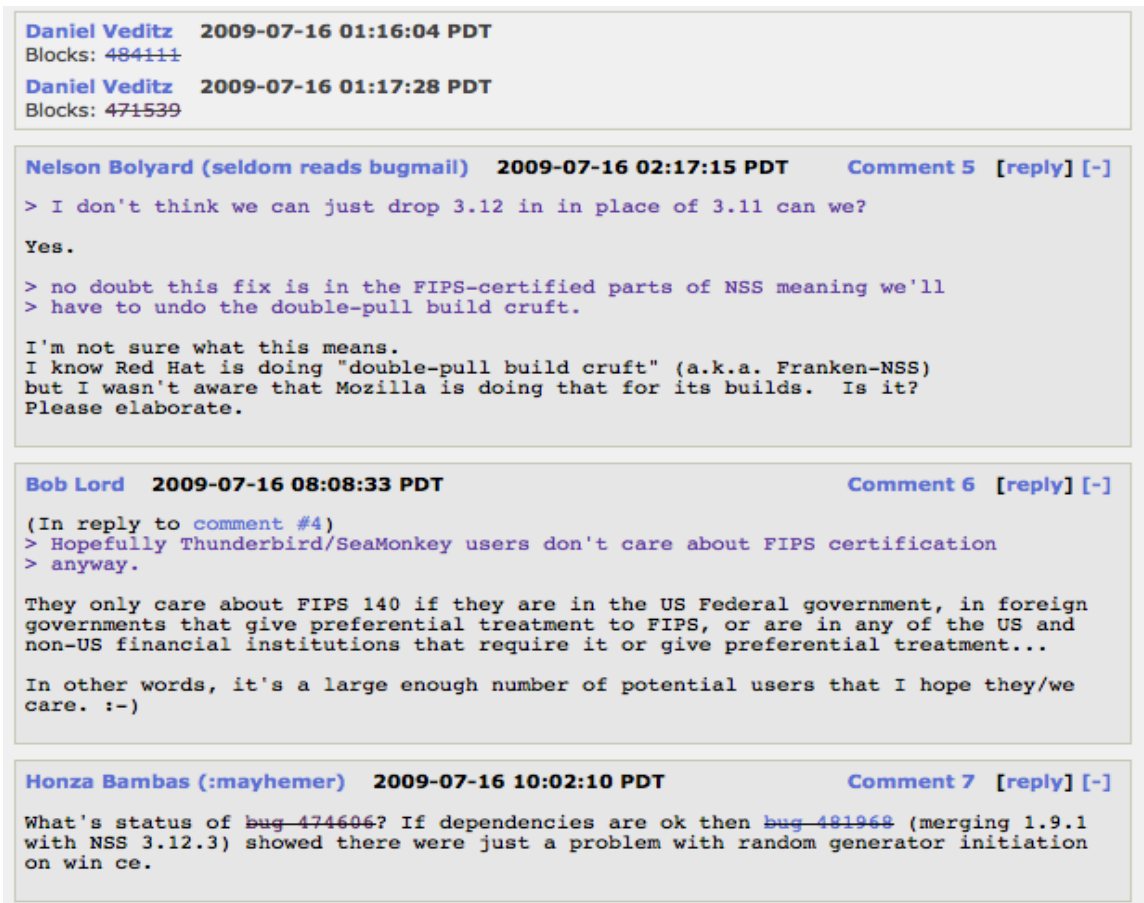 Daniel Veditz 2009-07-16 01:16:04 PDT
Blocks: 484111
Daniel Veditz 2009-07-16 01:17:28 PDT
Blocks: 471539
Nelson Bolyard (seldom reads bugmail) 2009-07-16 02:17:15 PDT Comment 5 [reply] [-]
> I don't think we can just drop 3.12 in in place of 3.11 can we?
Yes.
> no doubt this fix is in the FIPS-certified parts of NSS meaning we'll
> have to undo the double-pull build cruft.
I'm not sure what this means.
I know Red Hat is doing "double-pull build cruft" (a.k.a. Franken-NSS)
but I wasn't aware that Mozilla is doing that for its builds.  Is it?
Please elaborate.
Bob Lord 2009-07-16 08:08:33 PDT Comment 6 [reply] [-]
(In reply to comment #4)
> Hopefully Thunderbird/SeaMonkey users don't care about FIPS certification
> anyway.
They only care about FIPS 140 if they are in the US Federal government, in foreign
governments that give preferential treatment to FIPS, or are in any of the US and
non-US financial institutions that require it or give preferential treatment...
In other words, it's a large enough number of potential users that I hope they/we
care. :-)
Honza Bambas (:mayhemer) 2009-07-16 10:02:10 PDT Comment 7 [reply] [-]
What's status of bug 474606? If dependencies are ok then bug 481968 (merging 1.9.1
with NSS 3.12.3) showed there were just a problem with random generator initiation
on win ce.